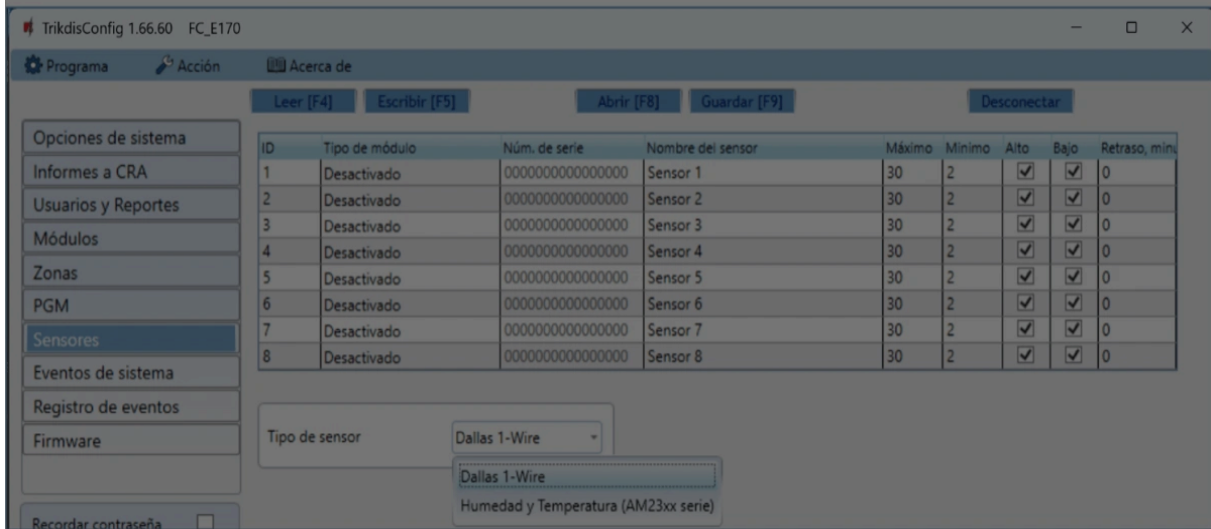 TrikdisConfig 1.66.60 FC_E170
Programa Acción Acerca de
Leer [F4] Escribir [F5] Abrir [F8] Guardar [F9] Desconectar
Opciones de sistema
Informes a CRA
Usuarios y Reportes
Módulos
Zonas
PGM
Sensores
Eventos de sistema
Registro de eventos
Firmware
Recordar contraseña
ID Tipo de módulo Núm. de serie Nombre del sensor Máximo Minimo Alto Bajo Retraso, minu
1 Desactivado 0000000000000000 Sensor 1 30 2 0
2 Desactivado 0000000000000000 Sensor 2 30 2 0
3 Desactivado 0000000000000000 Sensor 3 30 2 0
4 Desactivado 0000000000000000 Sensor 4 30 2 0
5 Desactivado 0000000000000000 Sensor 5 30 2 0
6 Desactivado 0000000000000000 Sensor 6 30 2 0
7 Desactivado 0000000000000000 Sensor 7 30 2 0
8 Desactivado 0000000000000000 Sensor 8 30 2 0
Tipo de sensor Dallas 1-Wire
Dallas 1-Wire
Humedad y Temperatura (AM23xx serie)